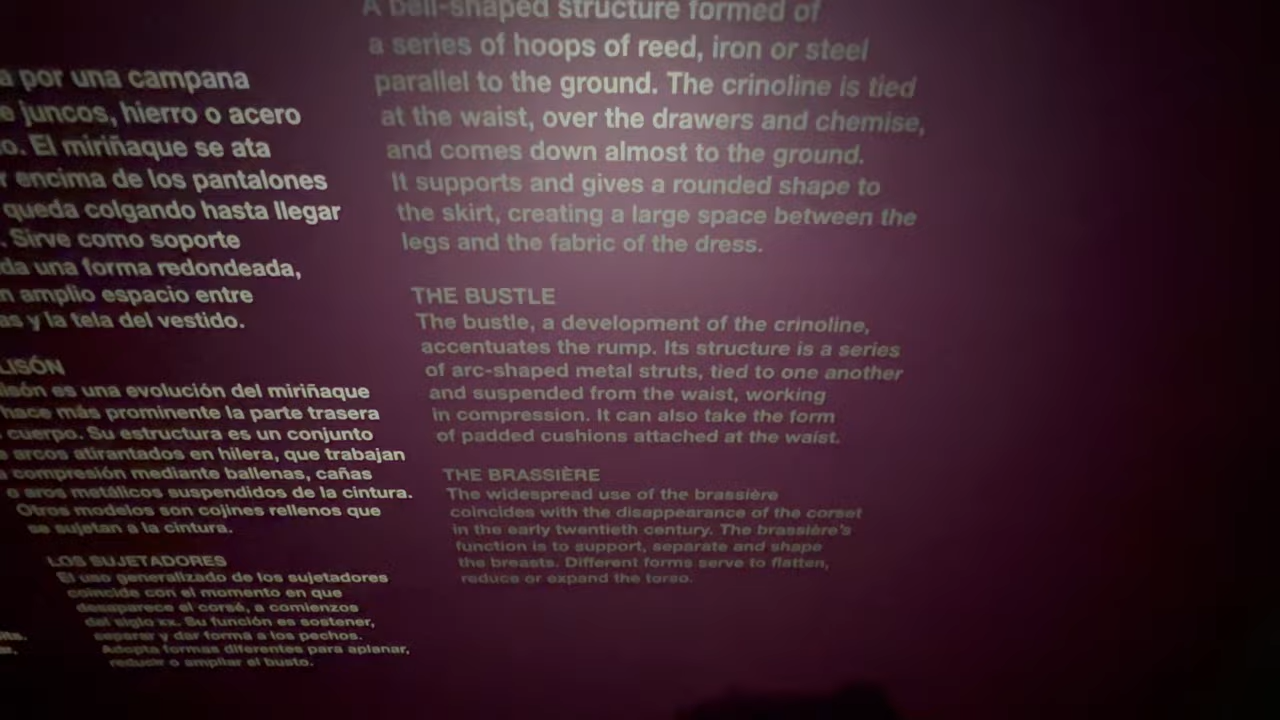 a por una campana
juncos, hierro o acero
o. El miriñaque se ata
r encima de los pantalones
queda colgando hasta llegar
. Sirve como soporte
da una forma redondeada,
n amplio espacio entre
as y la tela del vestido.
LISÓN
lisón es una evolución del miriñaque
hace más prominente la parte trasera
cuerpo. Su estructura es un conjunto
arcos atirantados en hilera, que trabajan
compresión mediante ballenas, cañas
o aros metálicos suspendidos de la cintura.
Otros modelos son cojines rellenos que
se sujetan a la cintura.
LOS SUJETADORES
El uso generalizado de los sujetadores
coincide con el momento en que
desaparece el corsé, a comienzos
del siglo xx. Su función es sostener,
separar y dar forma a los pechos.
Adopta formas diferentes para aplanar,
reducir o ampliar el busto.
A bell-shaped structure formed of
a series of hoops of reed, iron or steel
parallel to the ground. The crinoline is tied
at the waist, over the drawers and chemise,
and comes down almost to the ground.
It supports and gives a rounded shape to
the skirt, creating a large space between the
legs and the fabric of the dress.
THE BUSTLE
The bustle, a development of the crinoline,
accentuates the rump. Its structure is a series
of arc-shaped metal struts, tied to one another
and suspended from the waist, working
in compression. It can also take the form
of padded cushions attached at the waist.
THE BRASSIÈRE
The widespread use of the brassière
coincides with the disappearance of the corset
in the early twentieth century. The brassière's
function is to support, separate and shape
the breasts. Different forms serve to flatten,
reduce or expand the torso.